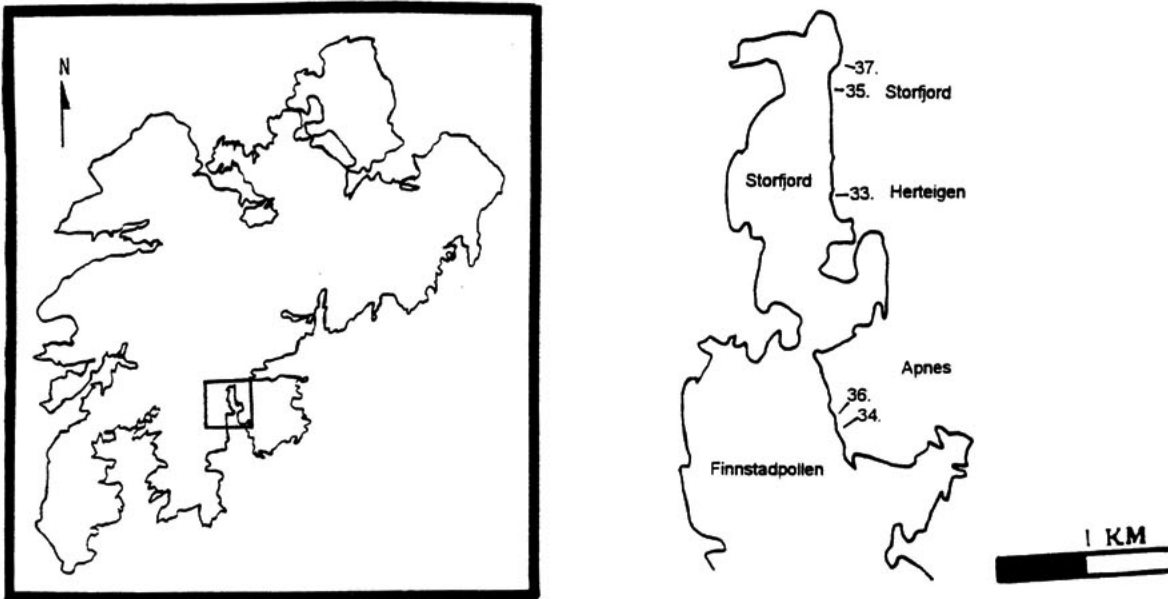 N
37.
35. Storfjord
Storfjord
33. Herteigen
Apnes
36.
34.
Finnstadpollen
1 KM